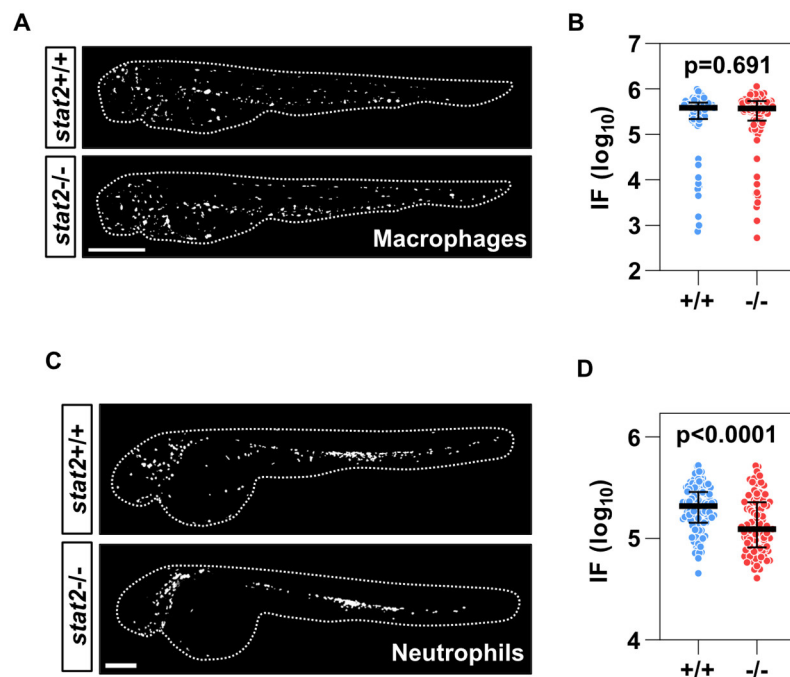 A
stat2+/+
stat2-/-
Macrophages
B
7
6
5
4
3
2
IF (log10)
p=0.691
+/+
-/-
C
stat2+/+
stat2-/-
Neutrophils
D
6
5
4
IF (log10)
p<0.0001
+/+
-/-